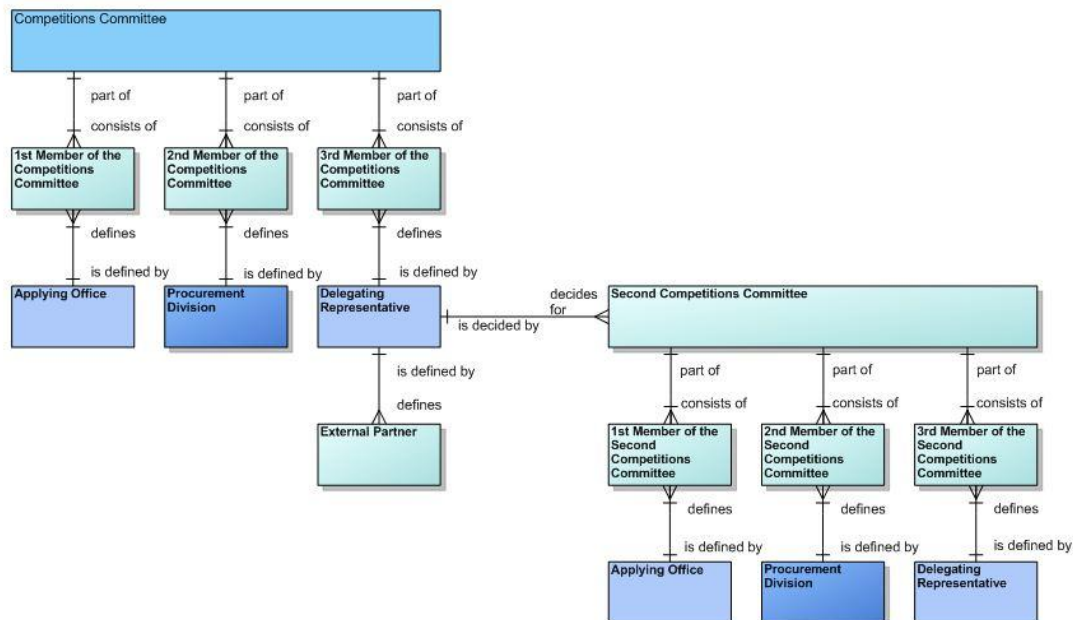 Competitions Committee
part of
part of
part of
consists of
consists of
consists of
1st Member of the
Competitions
Committee
2nd Member of the
Competitions
Committee
3rd Member of the
Competitions
Committee
defines
defines
defines
is defined by
is defined by
is defined by
Applying Office
Procurement
Division
Delegating
Representative
decides
for
is decided by
Second Competitions Committee
is defined by
defines
External Partner
part of
part of
part of
consists of
consists of
consists of
1st Member of the
Second
Competitions
Committee
2nd Member of the
Second
Competitions
Committee
3rd Member of the
Second
Competitions
Committee
defines
defines
defines
is defined by
is defined by
is defined by
Applying Office
Procurement
Division
Delegating
Representative